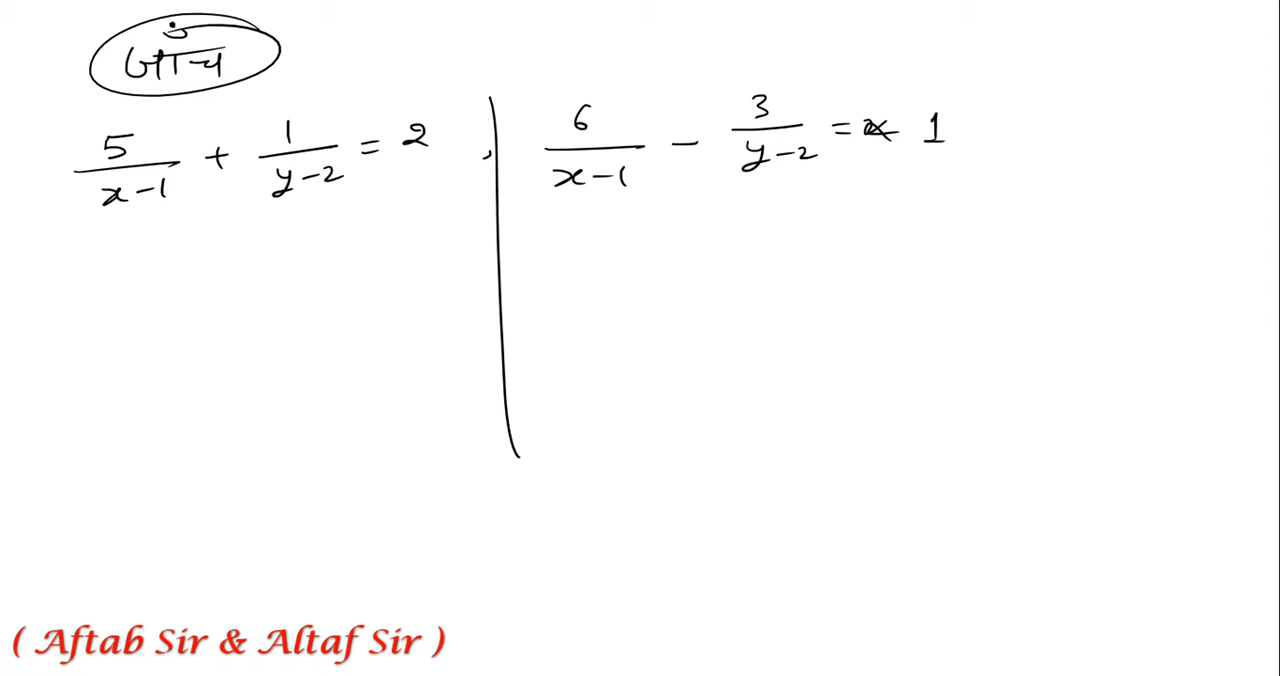 जाँच
5/(x-1) + 1/(y-2) = 2 , 6/(x-1) - 3/(y-2) = 1
( Aftab Sir & Altaf Sir )